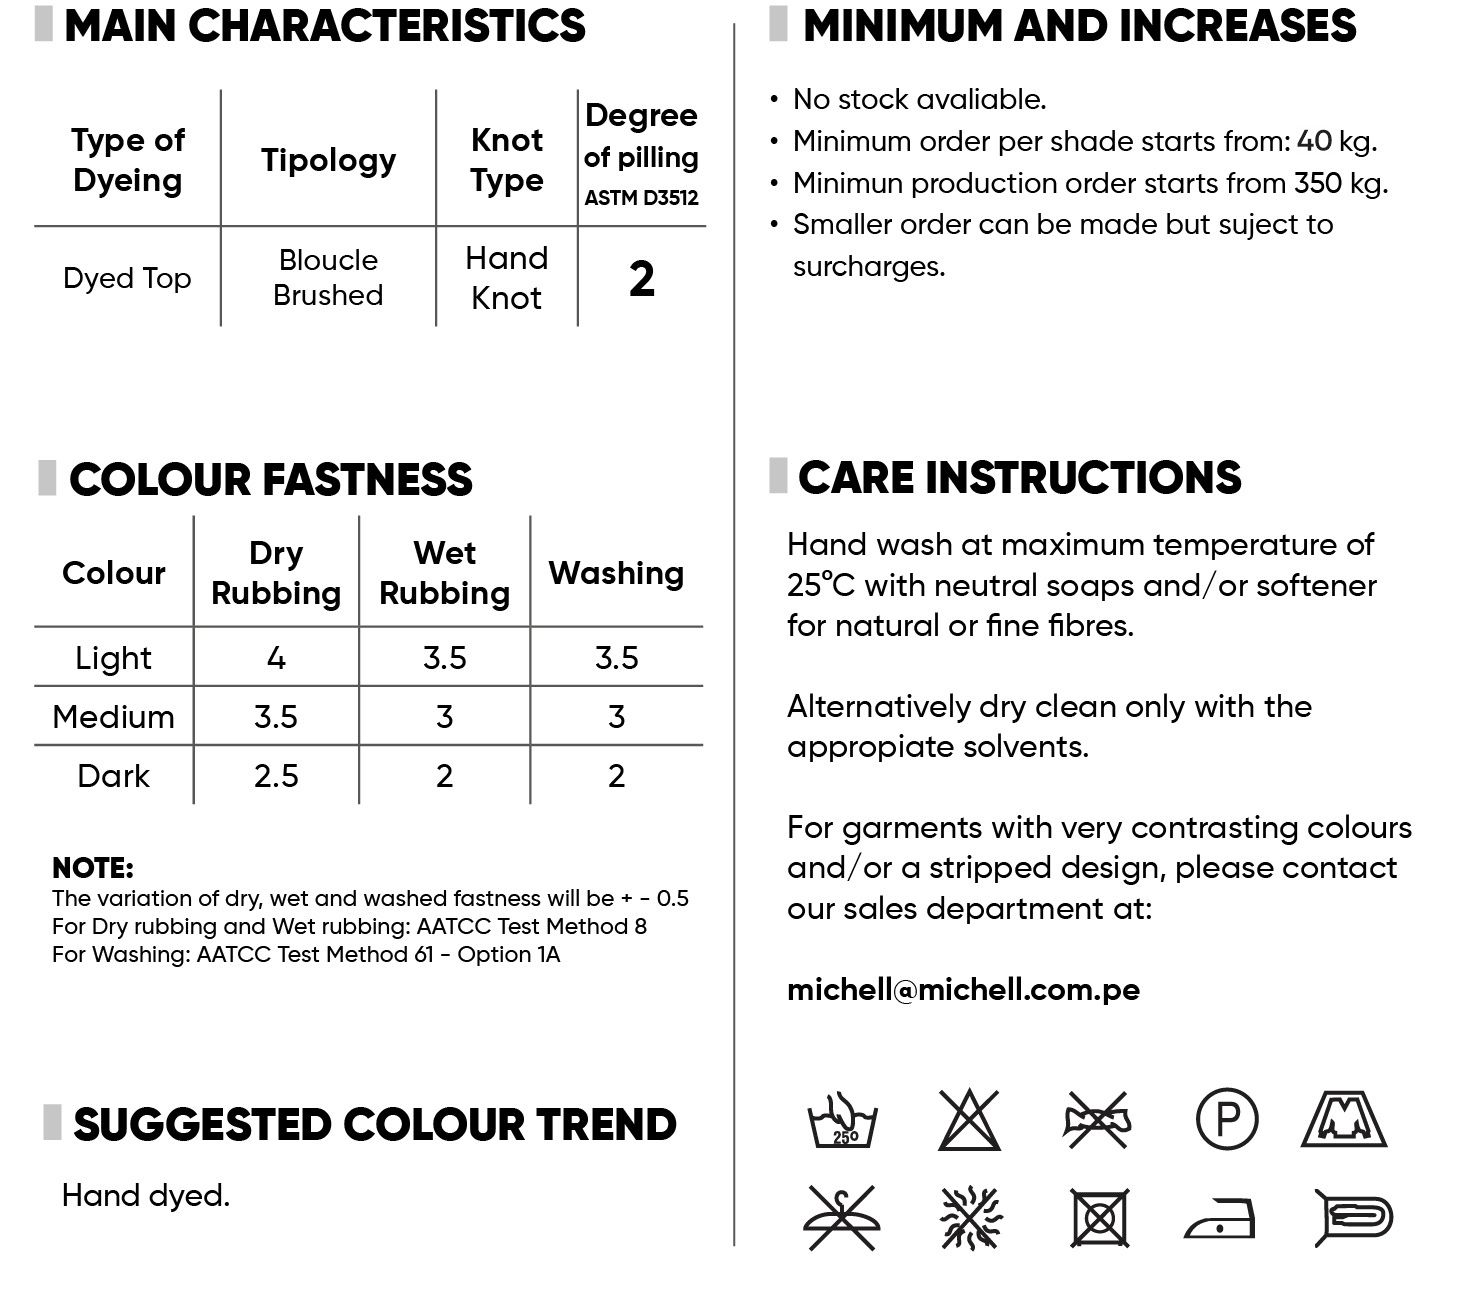 MAIN CHARACTERISTICS
Type of Dyeing | Tipology | Knot Type | Degree of pilling ASTM D3512
Dyed Top | Bloucle Brushed | Hand Knot | 2
COLOUR FASTNESS
Colour | Dry Rubbing | Wet Rubbing | Washing
Light | 4 | 3.5 | 3.5
Medium | 3.5 | 3 | 3
Dark | 2.5 | 2 | 2
NOTE:
The variation of dry, wet and washed fastness will be + - 0.5
For Dry rubbing and Wet rubbing: AATCC Test Method 8
For Washing: AATCC Test Method 61 - Option 1A
SUGGESTED COLOUR TREND
Hand dyed.
MINIMUM AND INCREASES
• No stock avaliable.
• Minimum order per shade starts from: 40 kg.
• Minimun production order starts from 350 kg.
• Smaller order can be made but suject to
surcharges.
CARE INSTRUCTIONS
Hand wash at maximum temperature of
25°C with neutral soaps and/or softener
for natural or fine fibres.
Alternatively dry clean only with the
appropiate solvents.
For garments with very contrasting colours
and/or a stripped design, please contact
our sales department at:
michell@michell.com.pe
25º
P